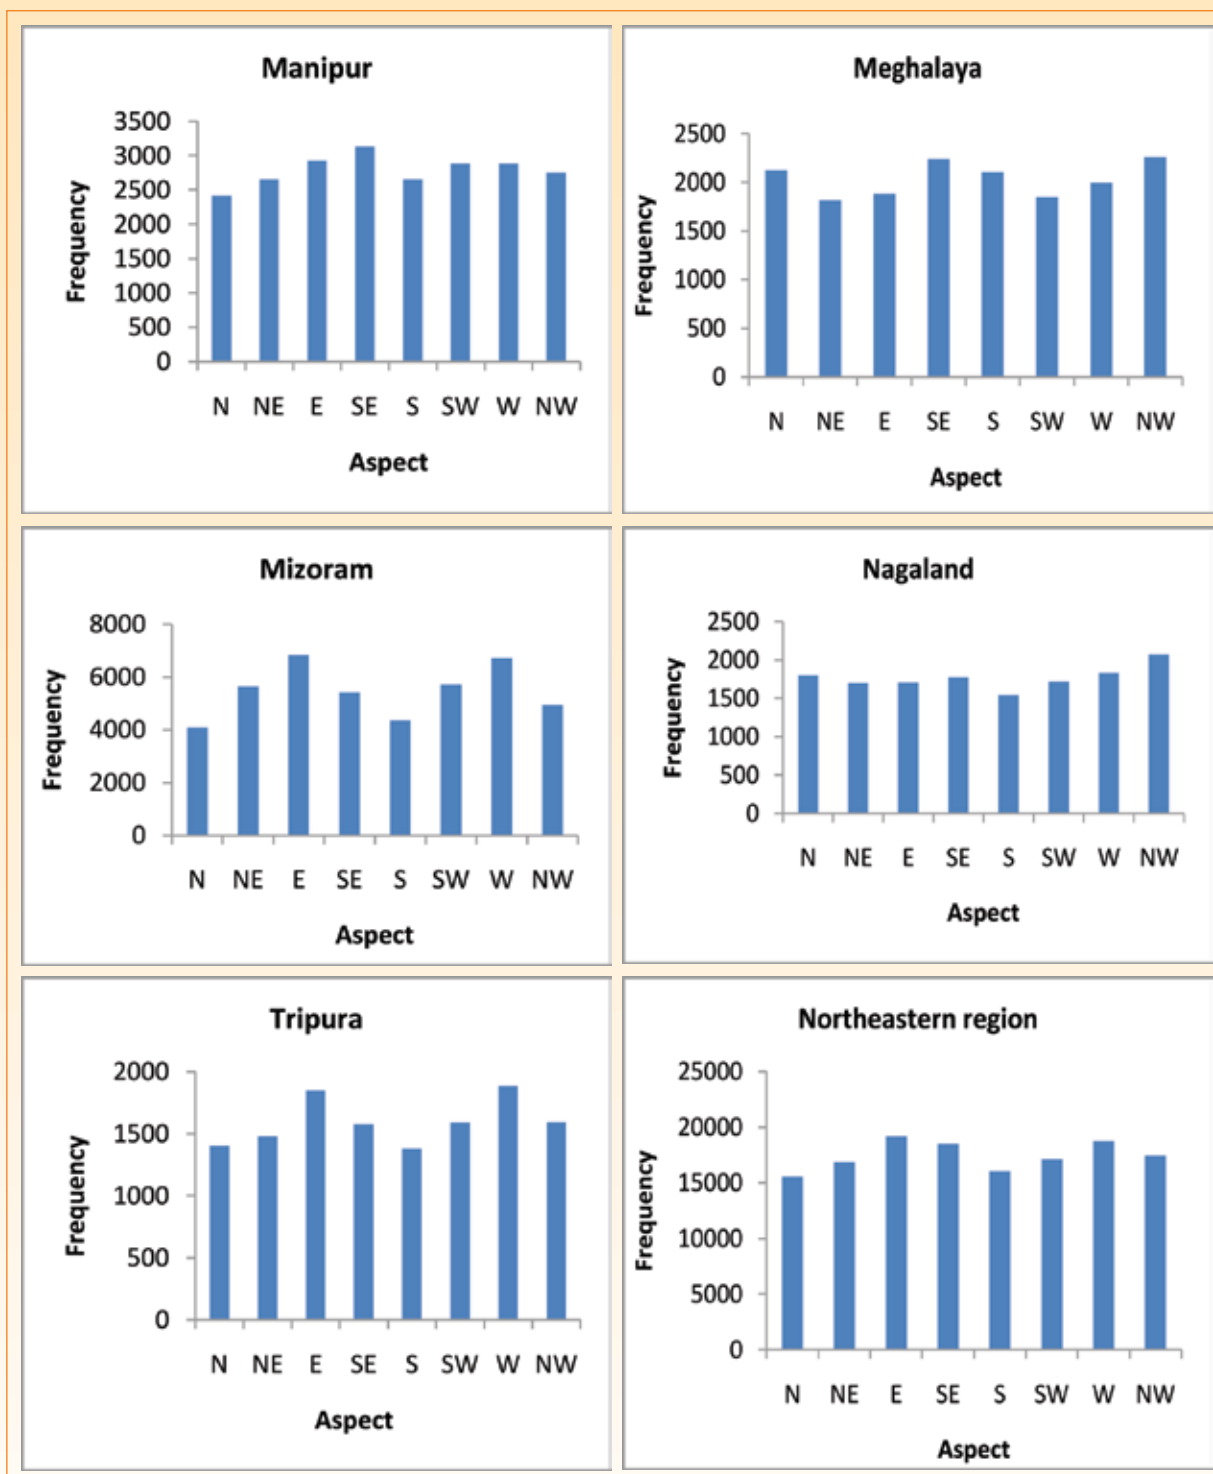 Manipur
3500
3000
2500
2000
1500
1000
500
0
Frequency
N NE E SE S SW W NW
Aspect
Meghalaya
2500
2000
1500
1000
500
0
Frequency
N NE E SE S SW W NW
Aspect
Mizoram
8000
6000
4000
2000
0
Frequency
N NE E SE S SW W NW
Aspect
Nagaland
2500
2000
1500
1000
500
0
Frequency
N NE E SE S SW W NW
Aspect
Tripura
2000
1500
1000
500
0
Frequency
N NE E SE S SW W NW
Aspect
Northeastern region
25000
20000
15000
10000
5000
0
Frequency
N NE E SE S SW W NW
Aspect